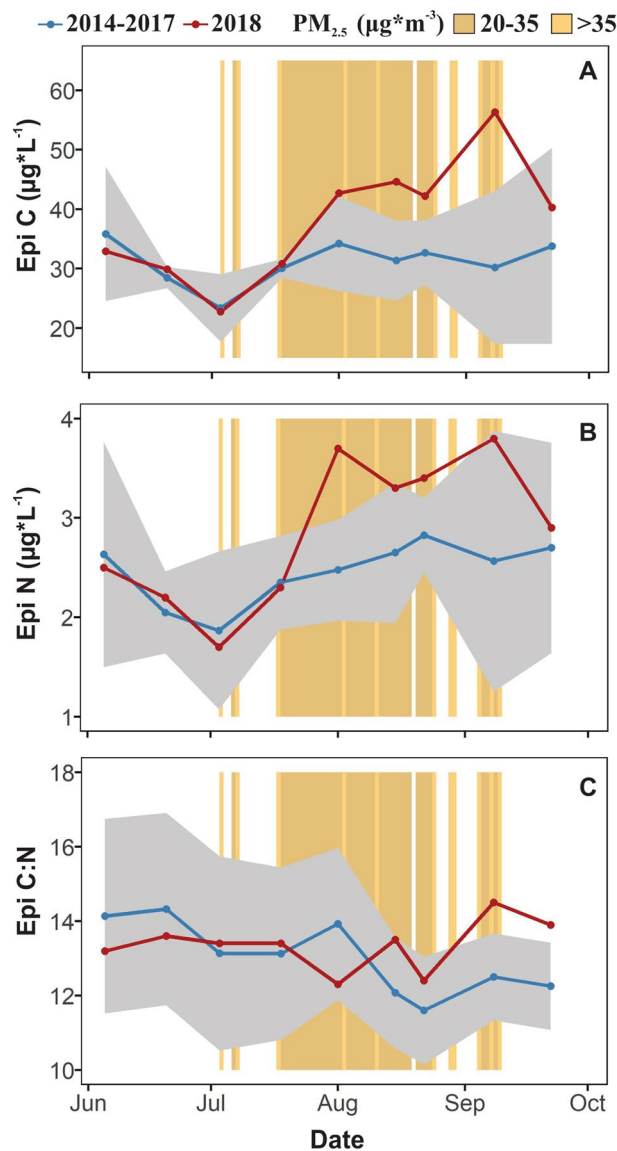 2014-2017 2018 PM2.5 (µg*m-3) 20-35 >35
A
60
50
40
30
20
Epi C (µg*L-1)
B
4
3
2
1
Epi N (µg*L-1)
C
18
16
14
12
10
Epi C:N
Jun Jul Aug Sep Oct
Date